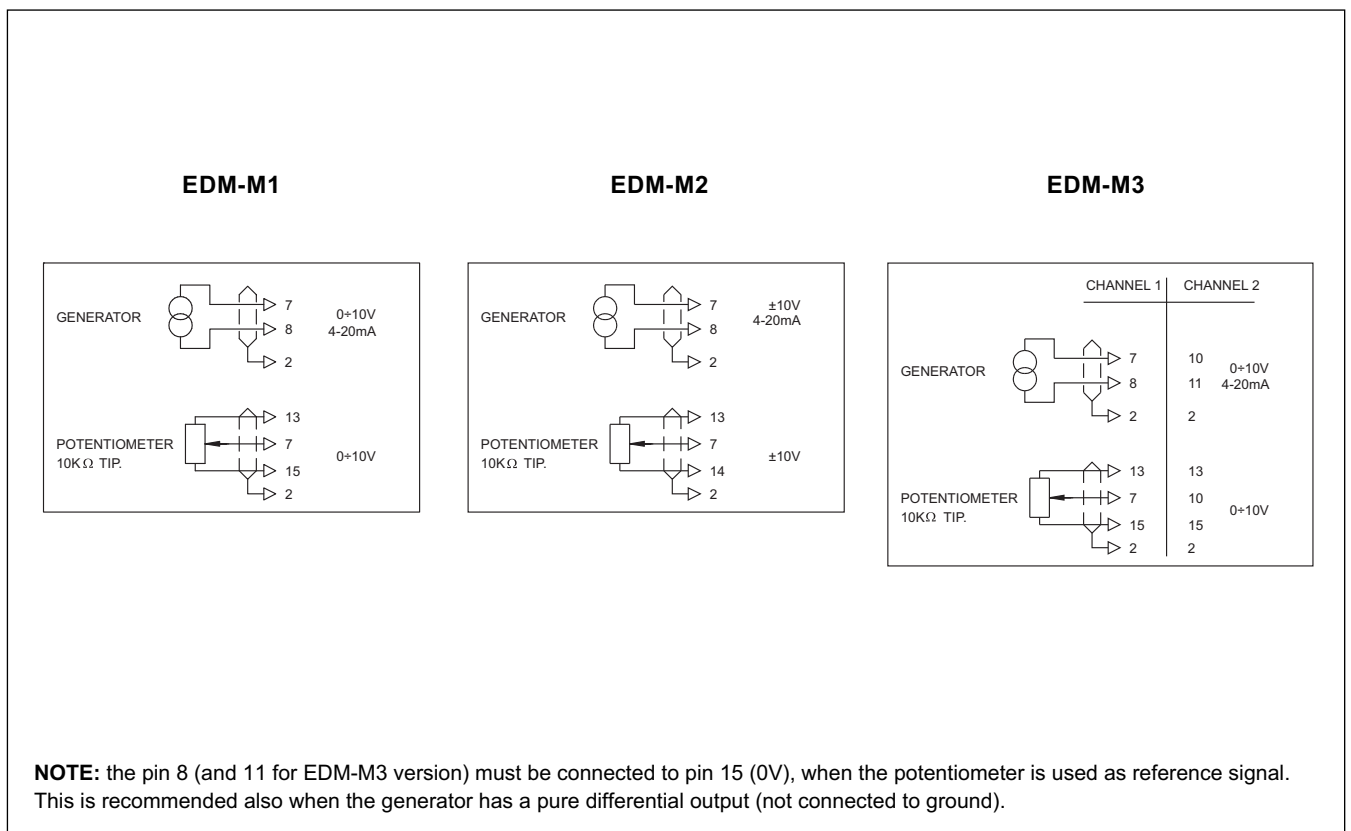 EDM-M1
EDM-M2
EDM-M3
GENERATOR
7
8
2
0÷10V
4-20mA
POTENTIOMETER
10KΩ TIP.
13
7
15
2
0÷10V
GENERATOR
7
8
2
±10V
4-20mA
POTENTIOMETER
10KΩ TIP.
13
7
14
2
±10V
CHANNEL 1 CHANNEL 2
GENERATOR
7 10
8 11
2 2
0÷10V
4-20mA
POTENTIOMETER
10KΩ TIP.
13 13
7 10
15 15
2 2
0÷10V
NOTE: the pin 8 (and 11 for EDM-M3 version) must be connected to pin 15 (0V), when the potentiometer is used as reference signal.
This is recommended also when the generator has a pure differential output (not connected to ground).